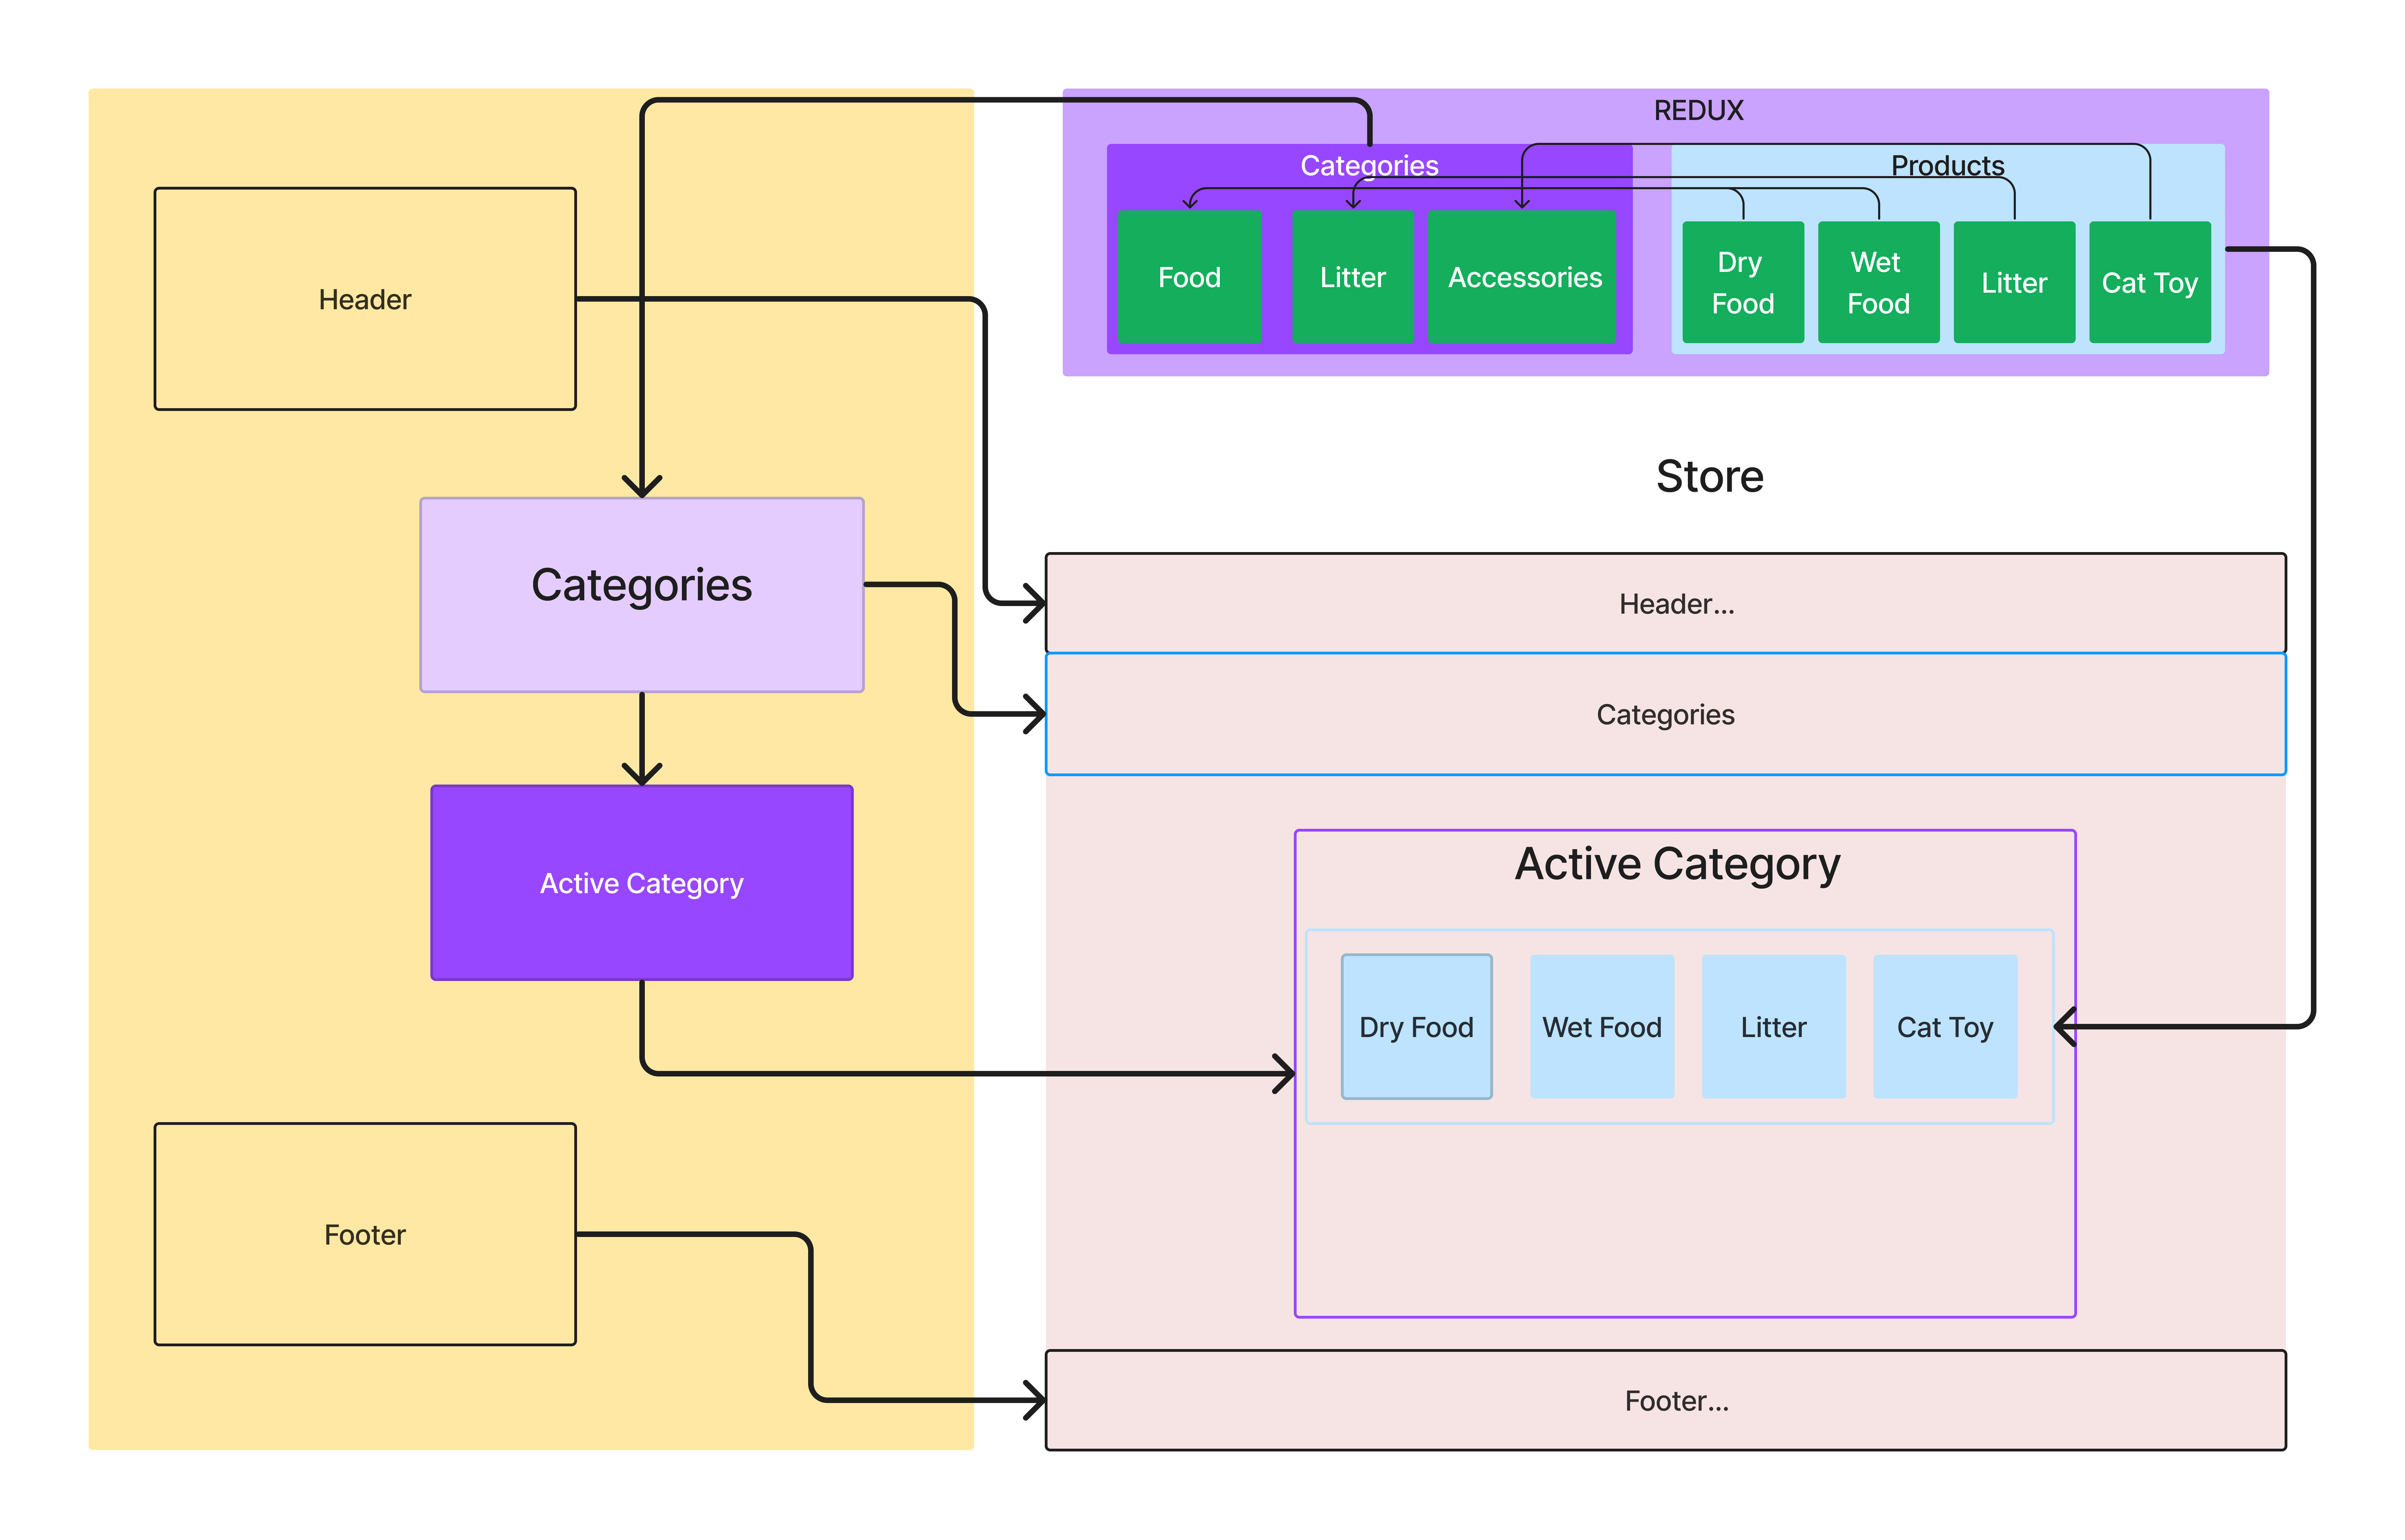 REDUX
Categories
Products
Food
Litter
Accessories
Dry
Food
Wet
Food
Litter
Cat Toy
Header
Store
Categories
Header...
Categories
Active Category
Active Category
Dry Food
Wet Food
Litter
Cat Toy
Footer
Footer...